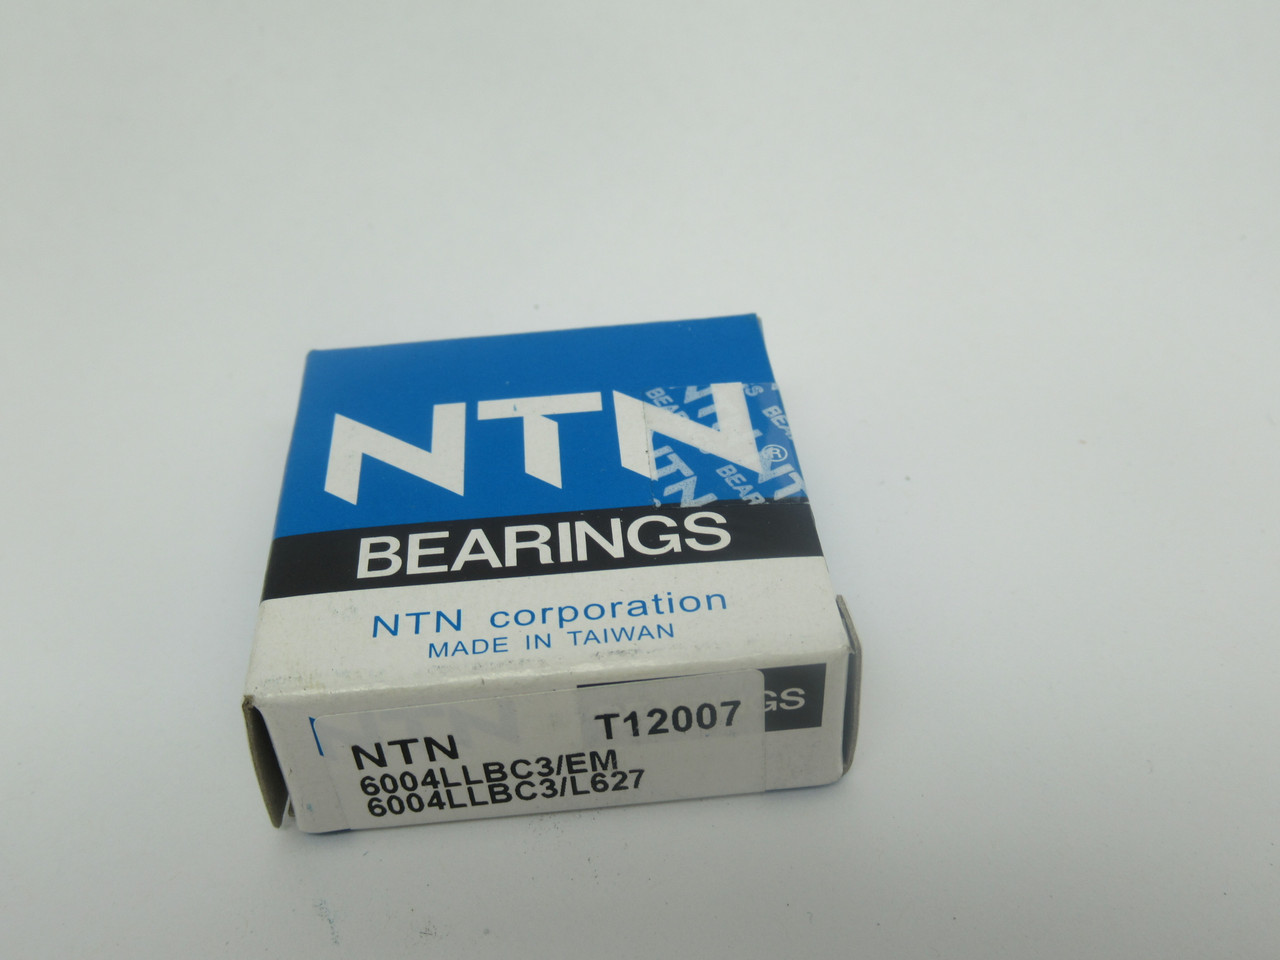 NTN
BEARINGS
NTN corporation
MADE IN TAIWAN
NTN T12007
6004LLBC3/EM
6004LLBC3/L627